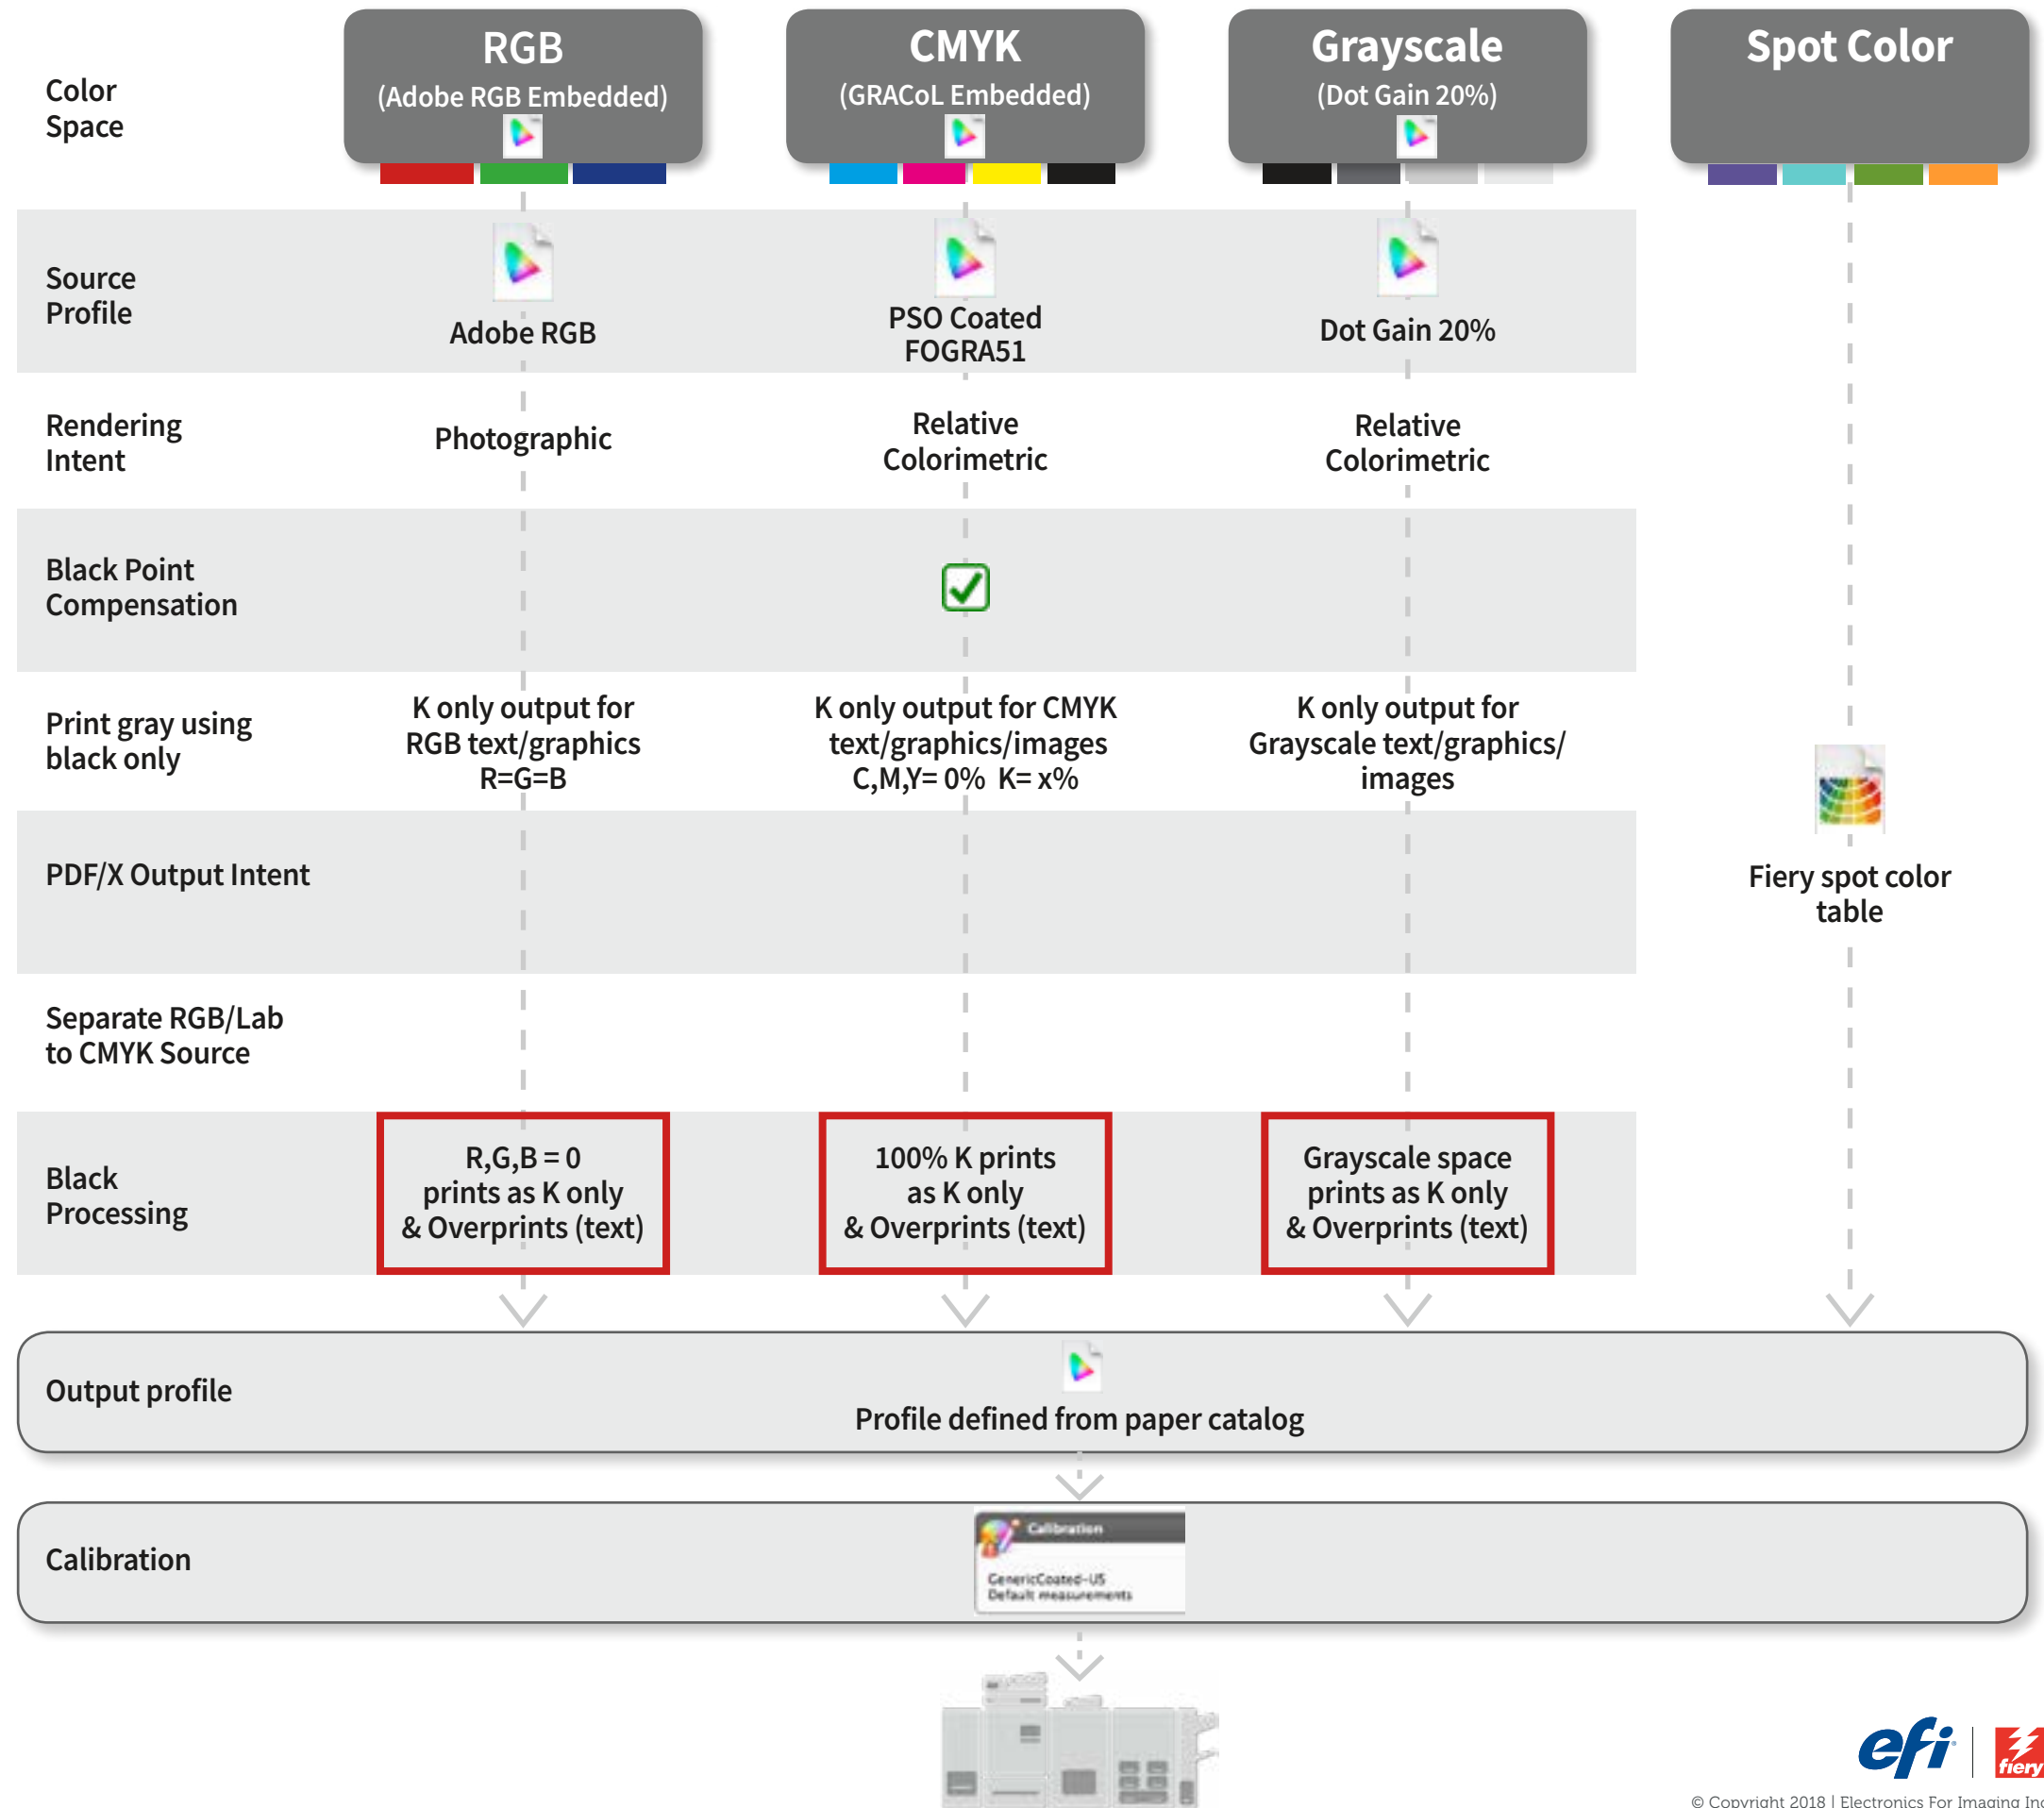 Color
Space
RGB
(Adobe RGB Embedded)
CMYK
(GRACoL Embedded)
Grayscale
(Dot Gain 20%)
Spot Color
Source
Profile
Adobe RGB
PSO Coated
FOGRA51
Dot Gain 20%
Rendering
Intent
Photographic
Relative
Colorimetric
Relative
Colorimetric
Black Point
Compensation
Print gray using
black only
K only output for
RGB text/graphics
R=G=B
K only output for CMYK
text/graphics/images
C,M,Y= 0% K= x%
K only output for
Grayscale text/graphics/
images
PDF/X Output Intent
Fiery spot color
table
Separate RGB/Lab
to CMYK Source
Black
Processing
R,G,B = 0
prints as K only
& Overprints (text)
100% K prints
as K only
& Overprints (text)
Grayscale space
prints as K only
& Overprints (text)
Output profile
Profile defined from paper catalog
Calibration
Calibration
GenericCoated-US
Default measurements
efi
fiery
© Copyright 2018 | Electronics For Imaging Inc